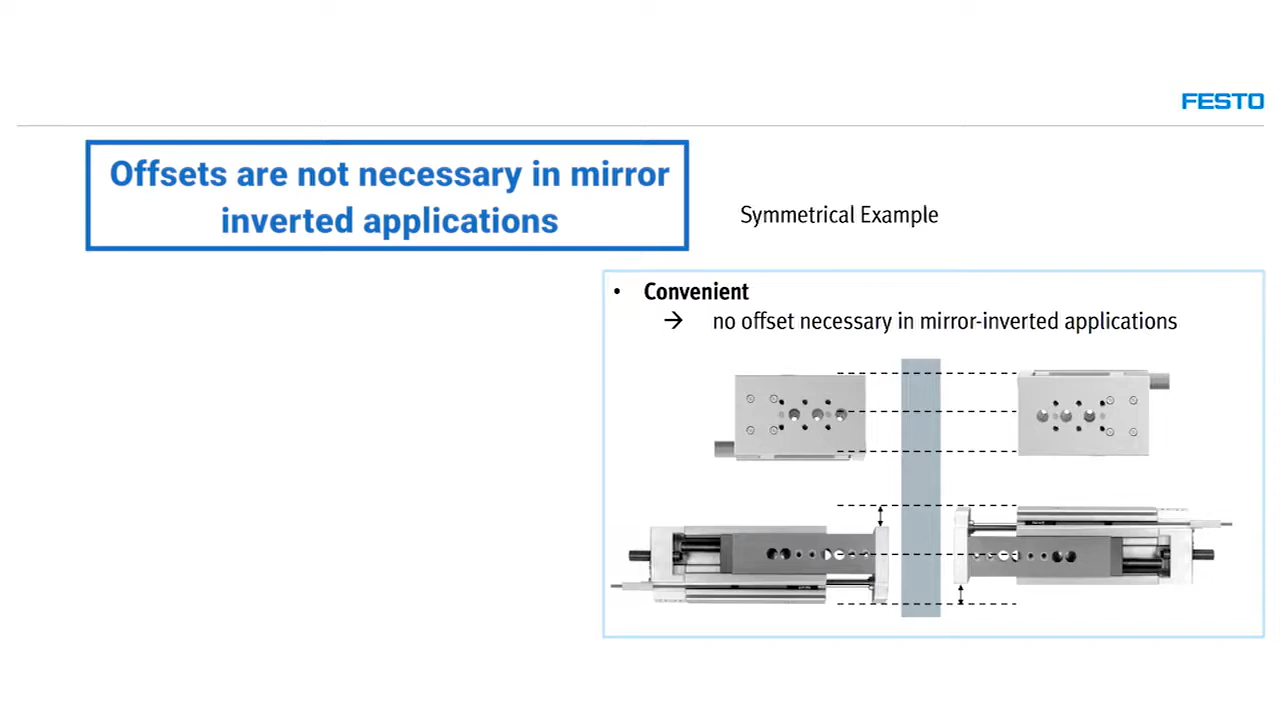 FESTO
Offsets are not necessary in mirror
inverted applications
Symmetrical Example
• Convenient
→ no offset necessary in mirror-inverted applications